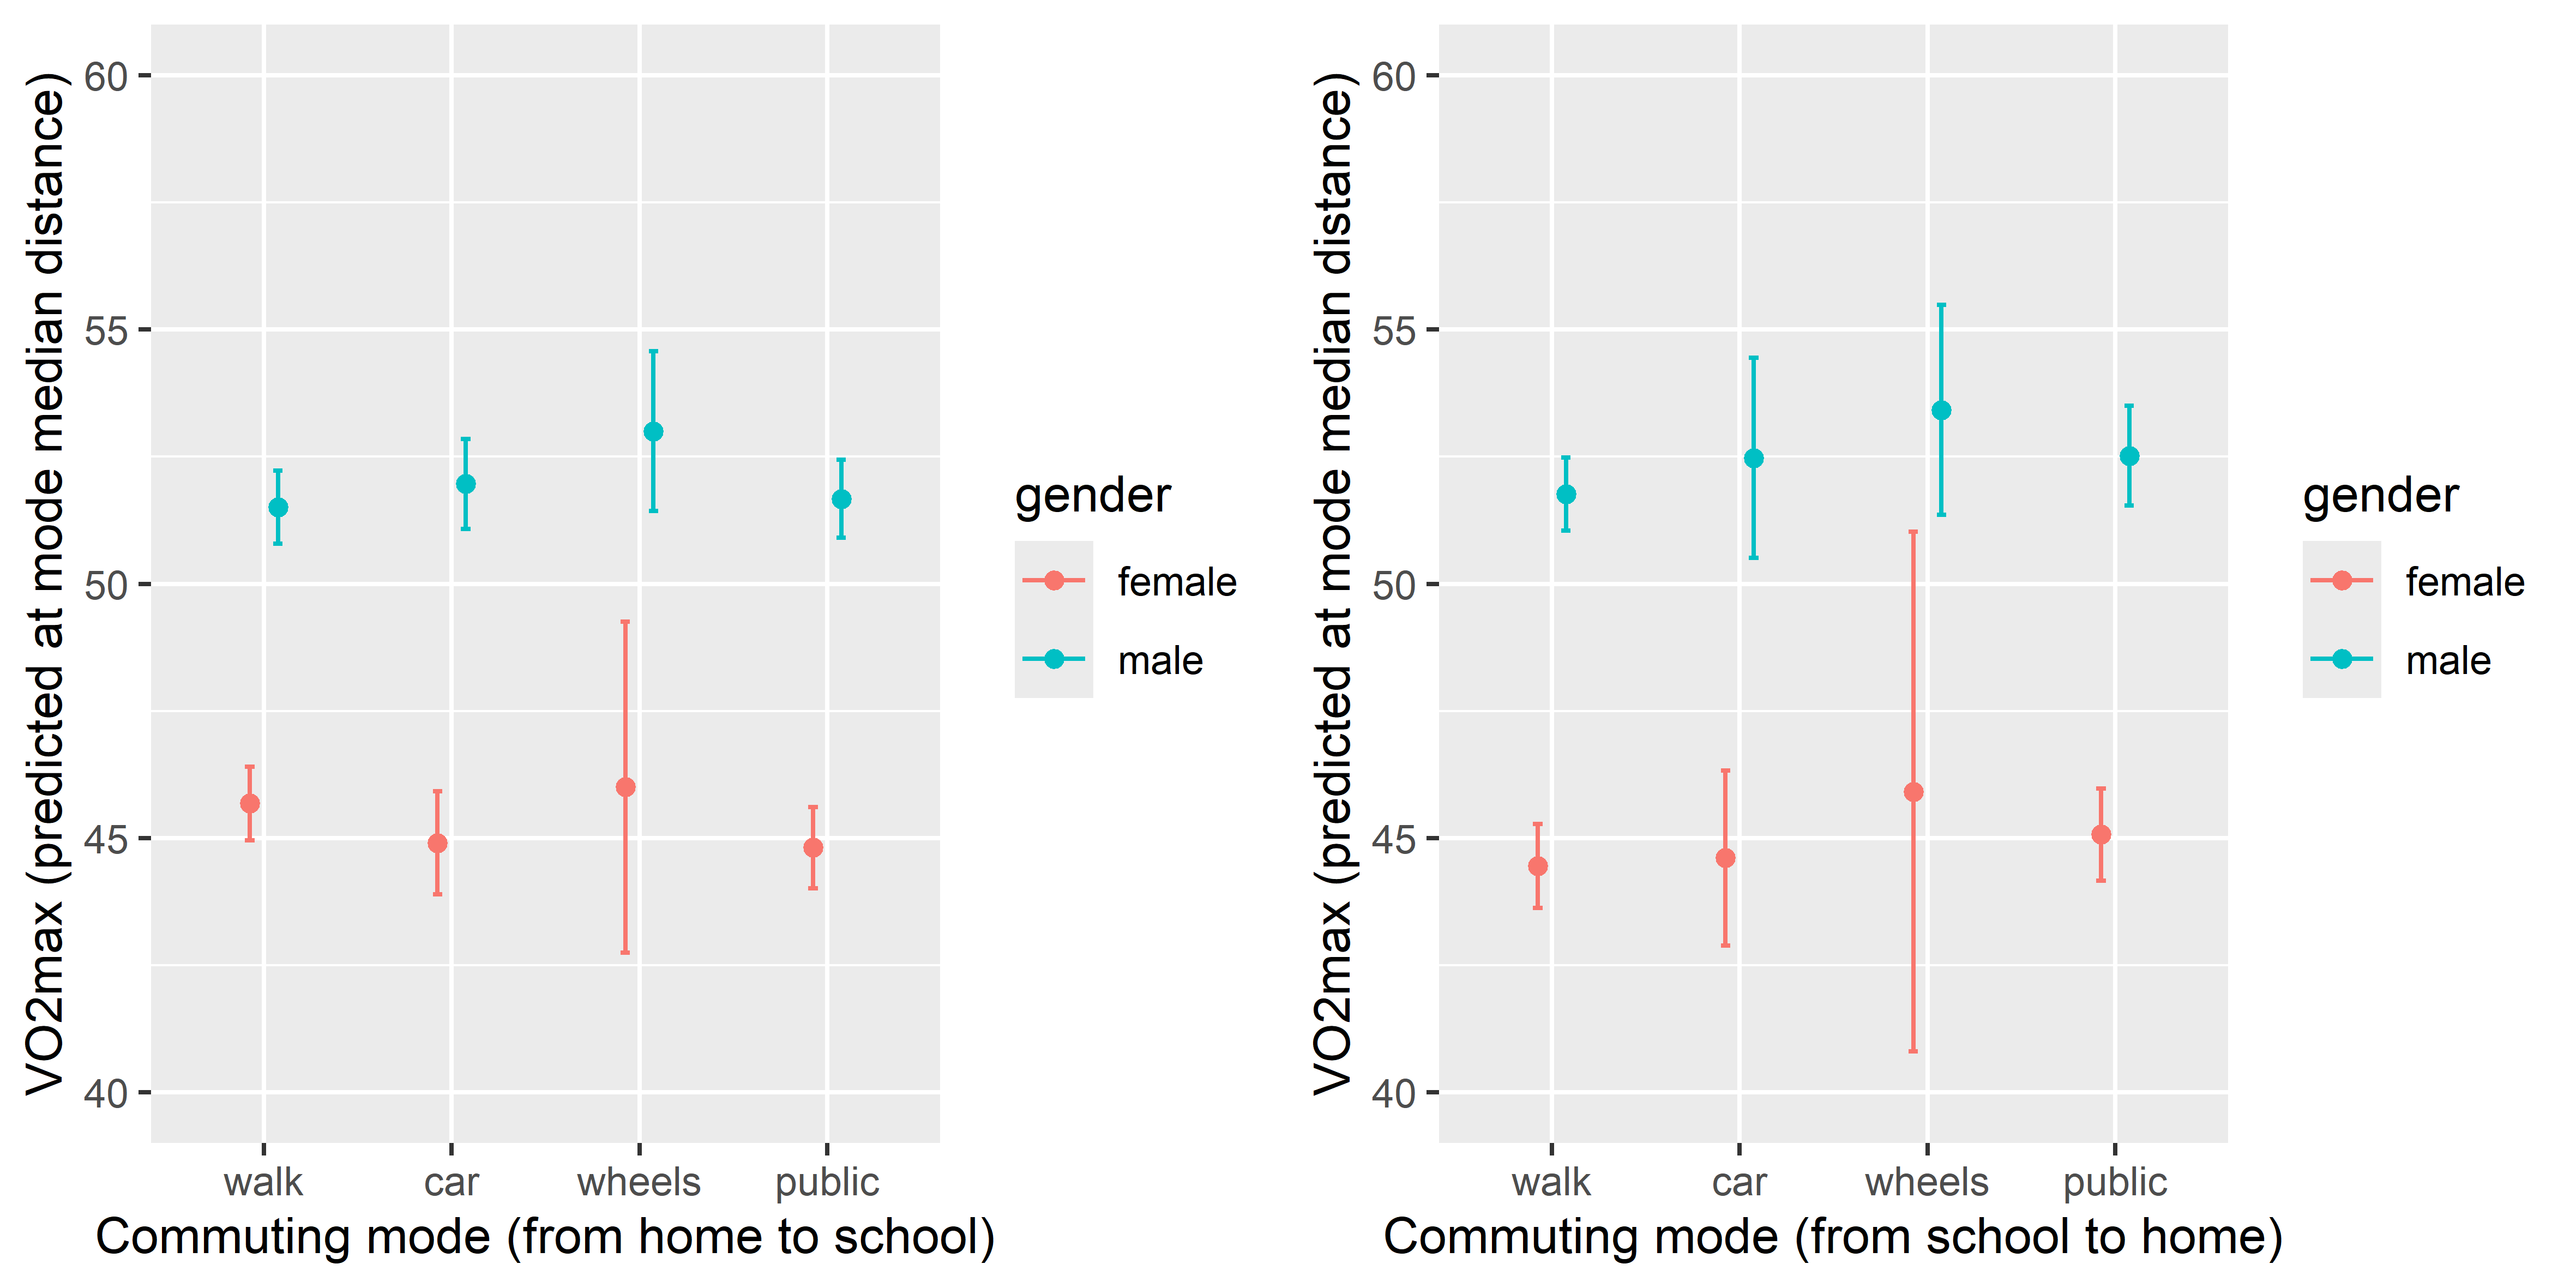 VO2max (predicted at mode median distance)
60
55
50
45
40
walk car wheels public
Commuting mode (from home to school)
gender
female
male
VO2max (predicted at mode median distance)
60
55
50
45
40
walk car wheels public
Commuting mode (from school to home)
gender
female
male